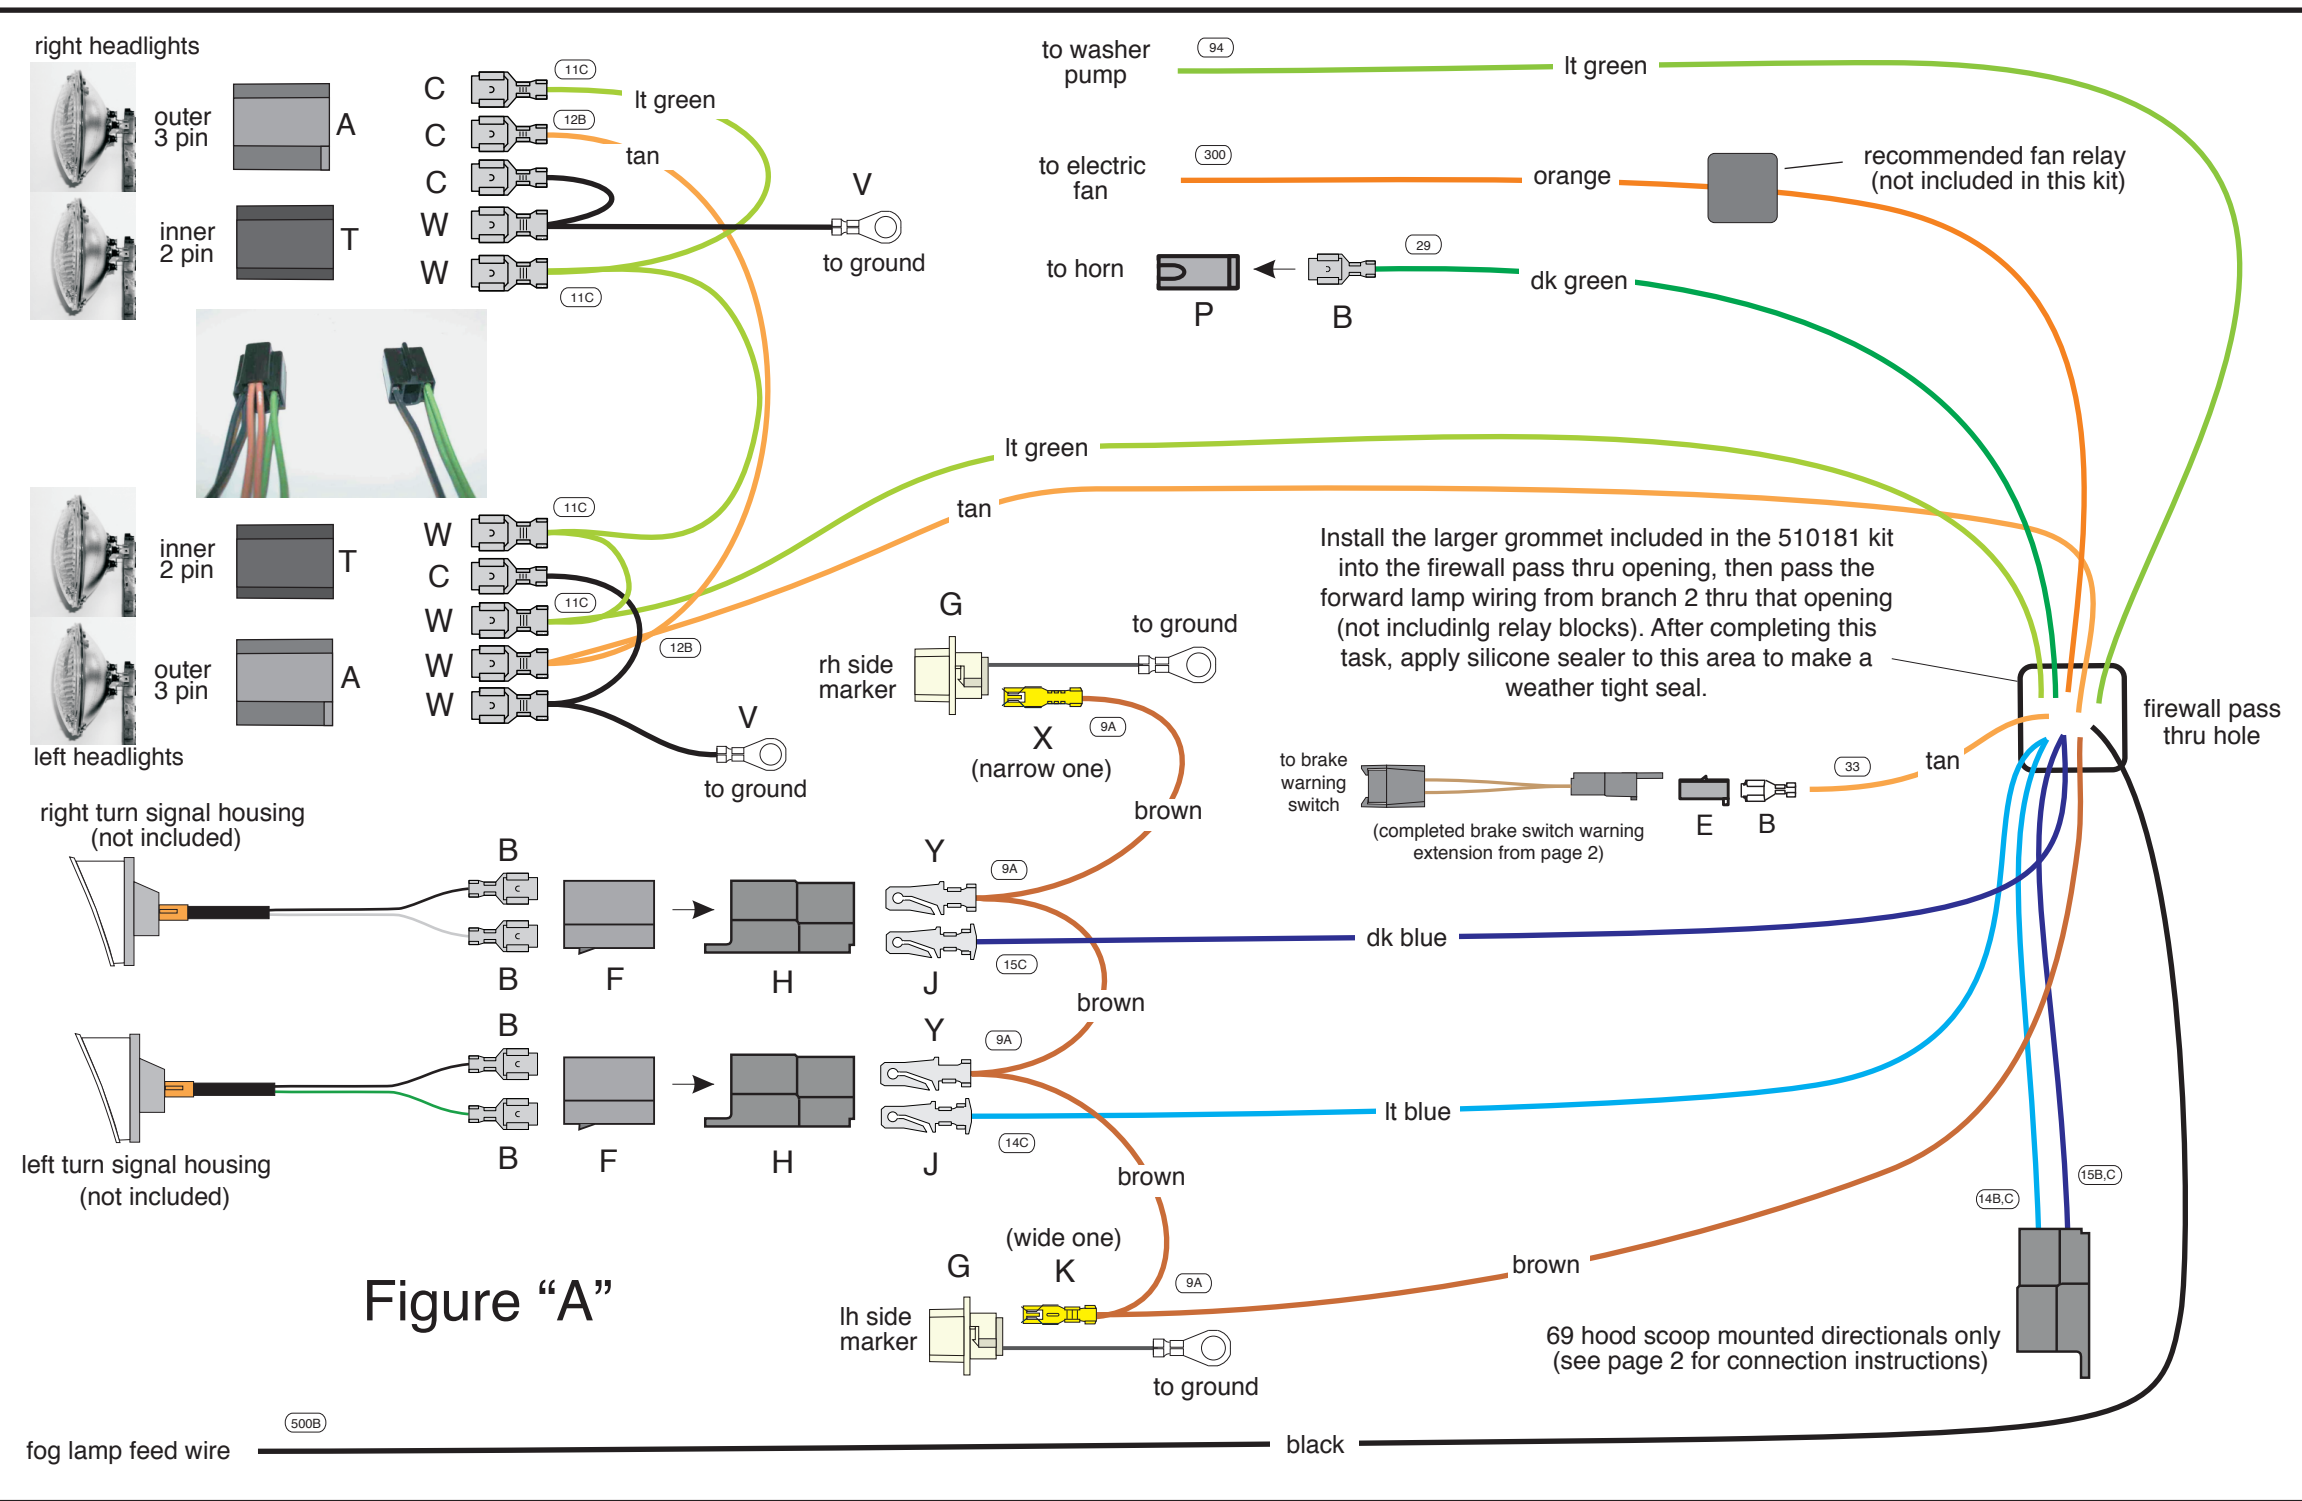 right headlights
outer
3 pin
A
inner
2 pin
T
C
11C
lt green
C
12B
tan
C
W
W
11C
V
to ground
to washer
pump
94
lt green
to electric
fan
300
orange
recommended fan relay
(not included in this kit)
to horn
P
B
29
dk green
lt green
tan
inner
2 pin
T
outer
3 pin
A
left headlights
W
11C
C
W
11C
W
12B
W
V
to ground
Install the larger grommet included in the 510181 kit
into the firewall pass thru opening, then pass the
forward lamp wiring from branch 2 thru that opening
(not includinlg relay blocks). After completing this
task, apply silicone sealer to this area to make a
weather tight seal.
firewall pass
thru hole
G
rh side
marker
to ground
X
(narrow one)
9A
brown
to brake
warning
switch
(completed brake switch warning
extension from page 2)
E
B
33
tan
right turn signal housing
(not included)
B
B
F
H
Y
9A
J
15C
dk blue
brown
left turn signal housing
(not included)
B
B
F
H
Y
9A
J
14C
lt blue
brown
(wide one)
G
K
9A
lh side
marker
to ground
brown
14B,C
15B,C
69 hood scoop mounted directionals only
(see page 2 for connection instructions)
Figure “A”
fog lamp feed wire
500B
black